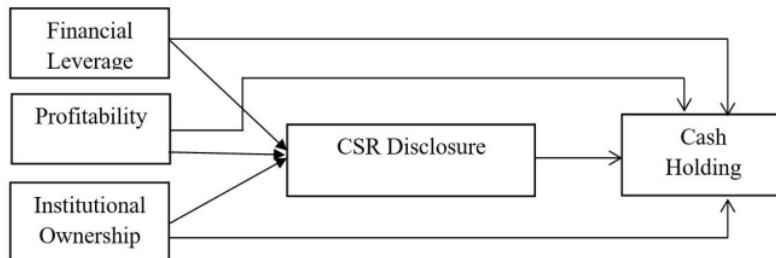 Financial
Leverage
Profitability
CSR Disclosure
Cash
Holding
Institutional
Ownership